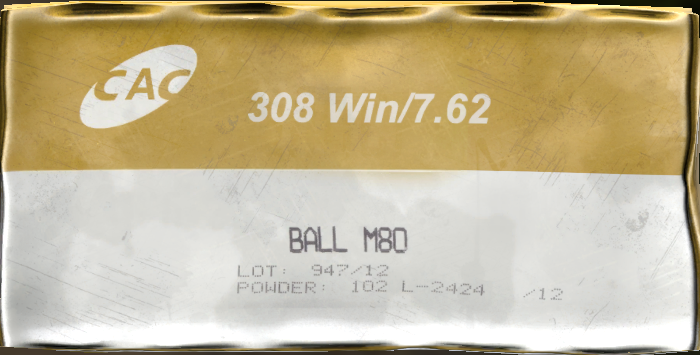 CAC
308 Win/7.62
BALL M80
LOT: 947/12
POWDER: 102 L-2424 /12